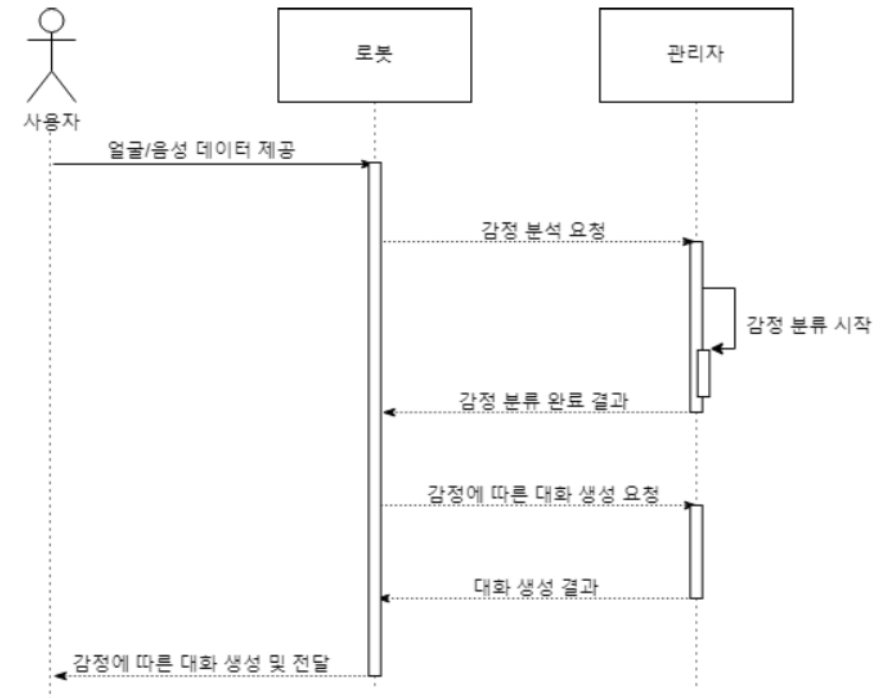 로봇
관리자
사용자
얼굴/음성 데이터 제공
감정 분석 요청
감정 분류 시작
감정 분류 완료 결과
감정에 따른 대화 생성 요청
대화 생성 결과
감정에 따른 대화 생성 및 전달